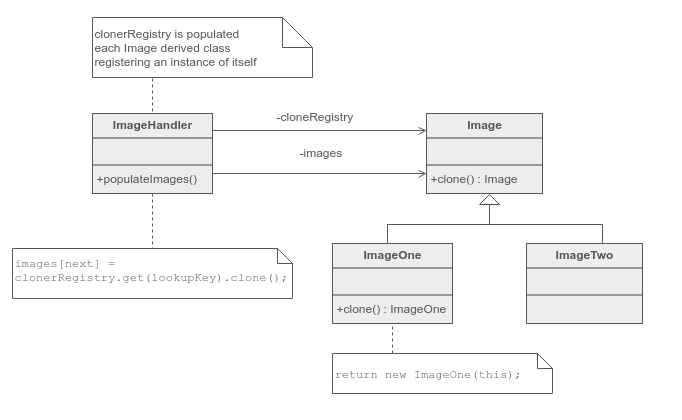 clonerRegistry is populated
each Image derived class
registering an instance of itself
ImageHandler
+populateImages()
-cloneRegistry
-images
Image
+clone() : Image
images[next] =
clonerRegistry.get(lookupKey).clone();
ImageOne
+clone() : ImageOne
ImageTwo
return new ImageOne(this);